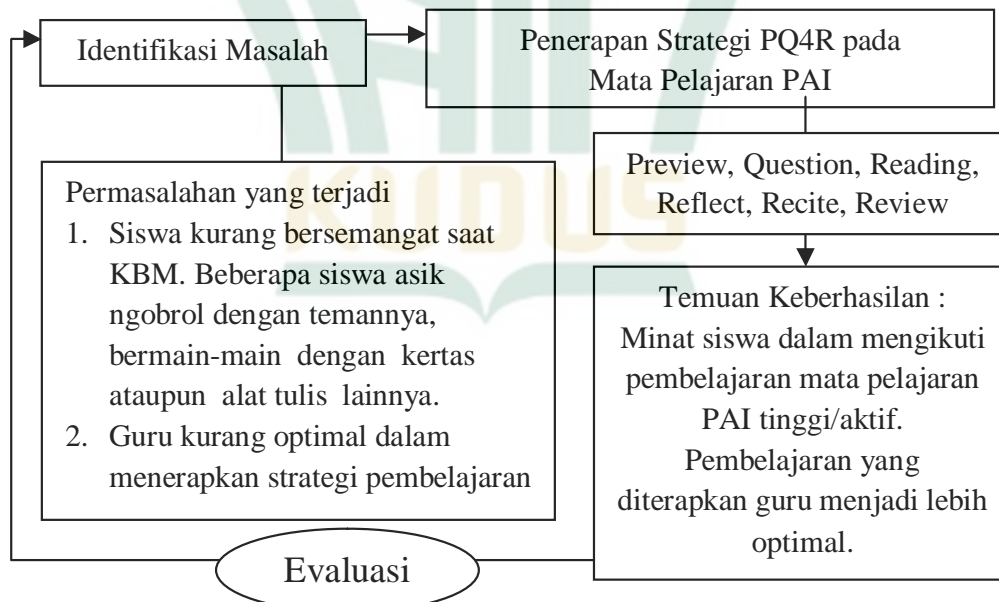 Identifikasi Masalah
Penerapan Strategi PQ4R pada
Mata Pelajaran PAI
Permasalahan yang terjadi
1. Siswa kurang bersemangat saat
KBM. Beberapa siswa asik
ngobrol dengan temannya,
bermain-main dengan kertas
ataupun alat tulis lainnya.
2. Guru kurang optimal dalam
menerapkan strategi pembelajaran
Preview, Question, Reading,
Reflect, Recite, Review
Temuan Keberhasilan :
Minat siswa dalam mengikuti
pembelajaran mata pelajaran
PAI tinggi/aktif.
Pembelajaran yang
diterapkan guru menjadi lebih
optimal.
Evaluasi
KUDUS